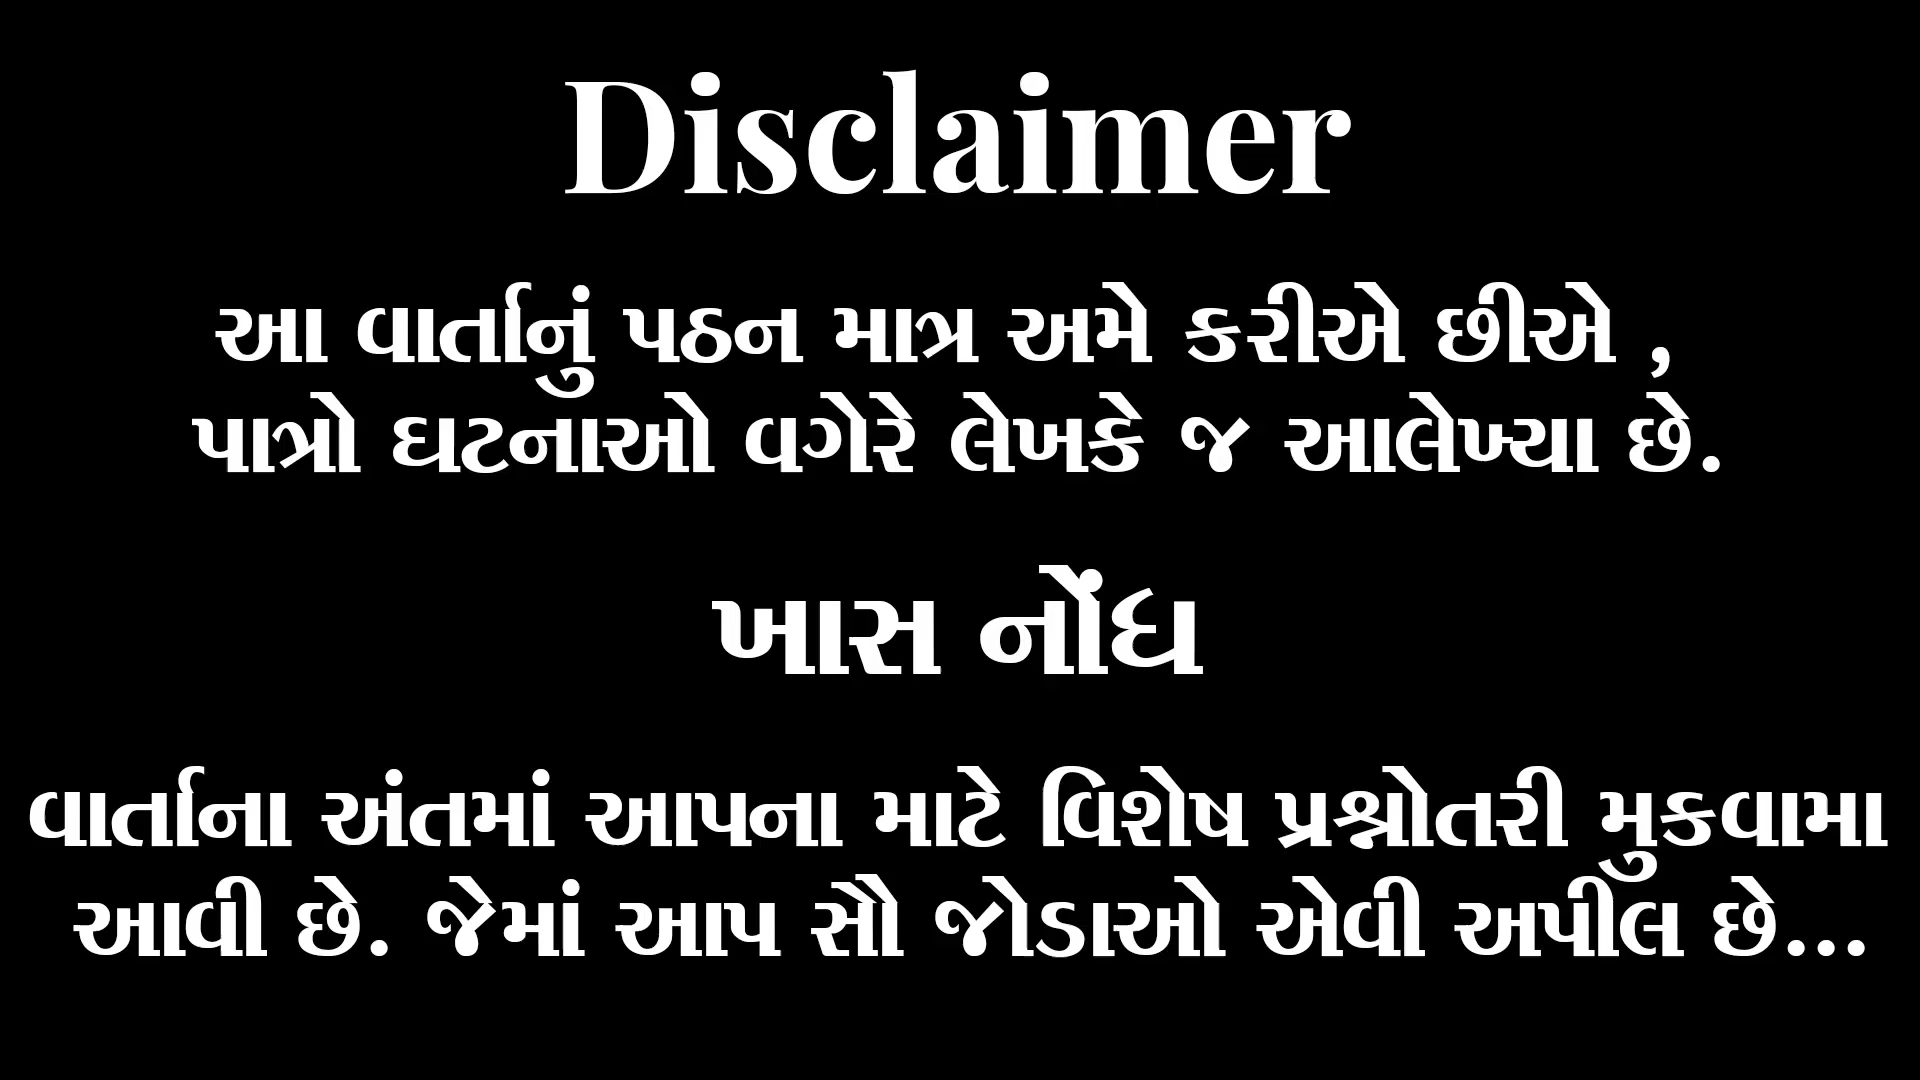 Disclaimer
આ વાર્તાનું પઠન માત્ર અમે કરીએ છીએ ,
પાત્રો ઘટનાઓ વગેરે લેખકે જ આલેખ્યા છે.
ખાસ નોંધ
વાર્તાના અંતમાં આપના માટે વિશેષ પ્રશ્નોતરી મુકવામા
આવી છે. જેમાં આપ સૌ જોડાઓ એવી અપીલ છે...